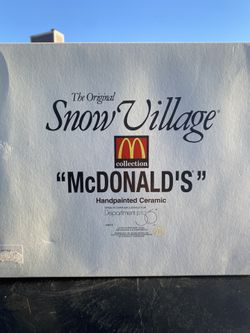 The Original
Snow Village®
M
collection
"McDONALD'S"
Handpainted Ceramic
Department 56